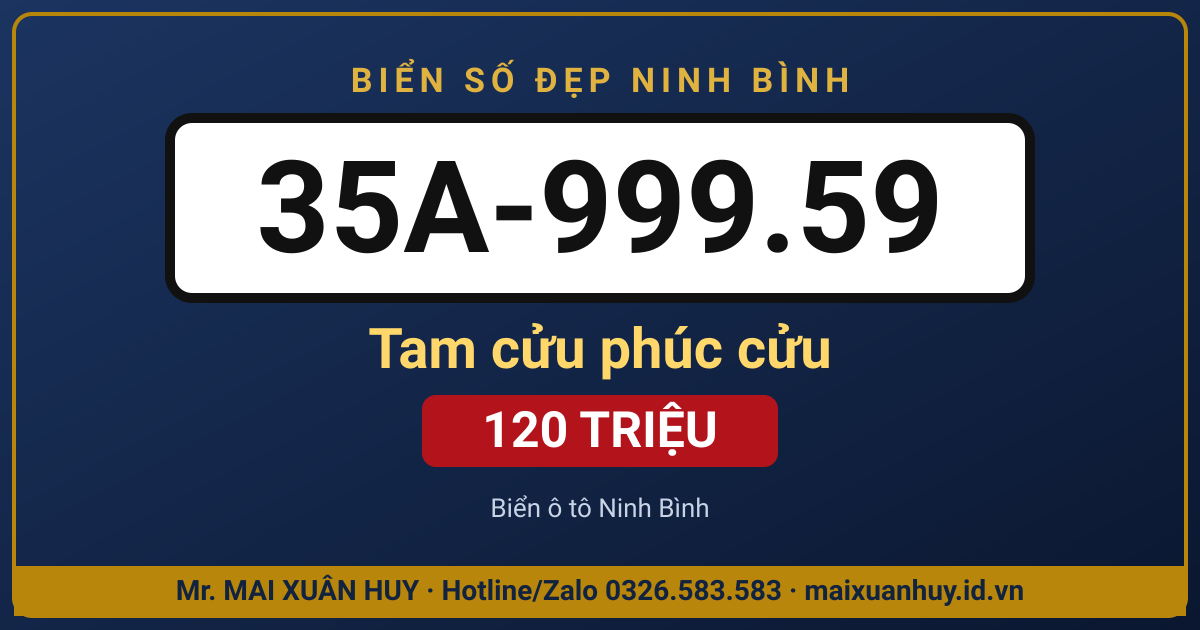 BIỂN SỐ ĐẸP NINH BÌNH
35A-999.59
Tam cửu phúc cửu
120 TRIỆU
Biển ô tô Ninh Bình
Mr. MAI XUÂN HUY · Hotline/Zalo 0326.583.583 · maixuanhuy.id.vn